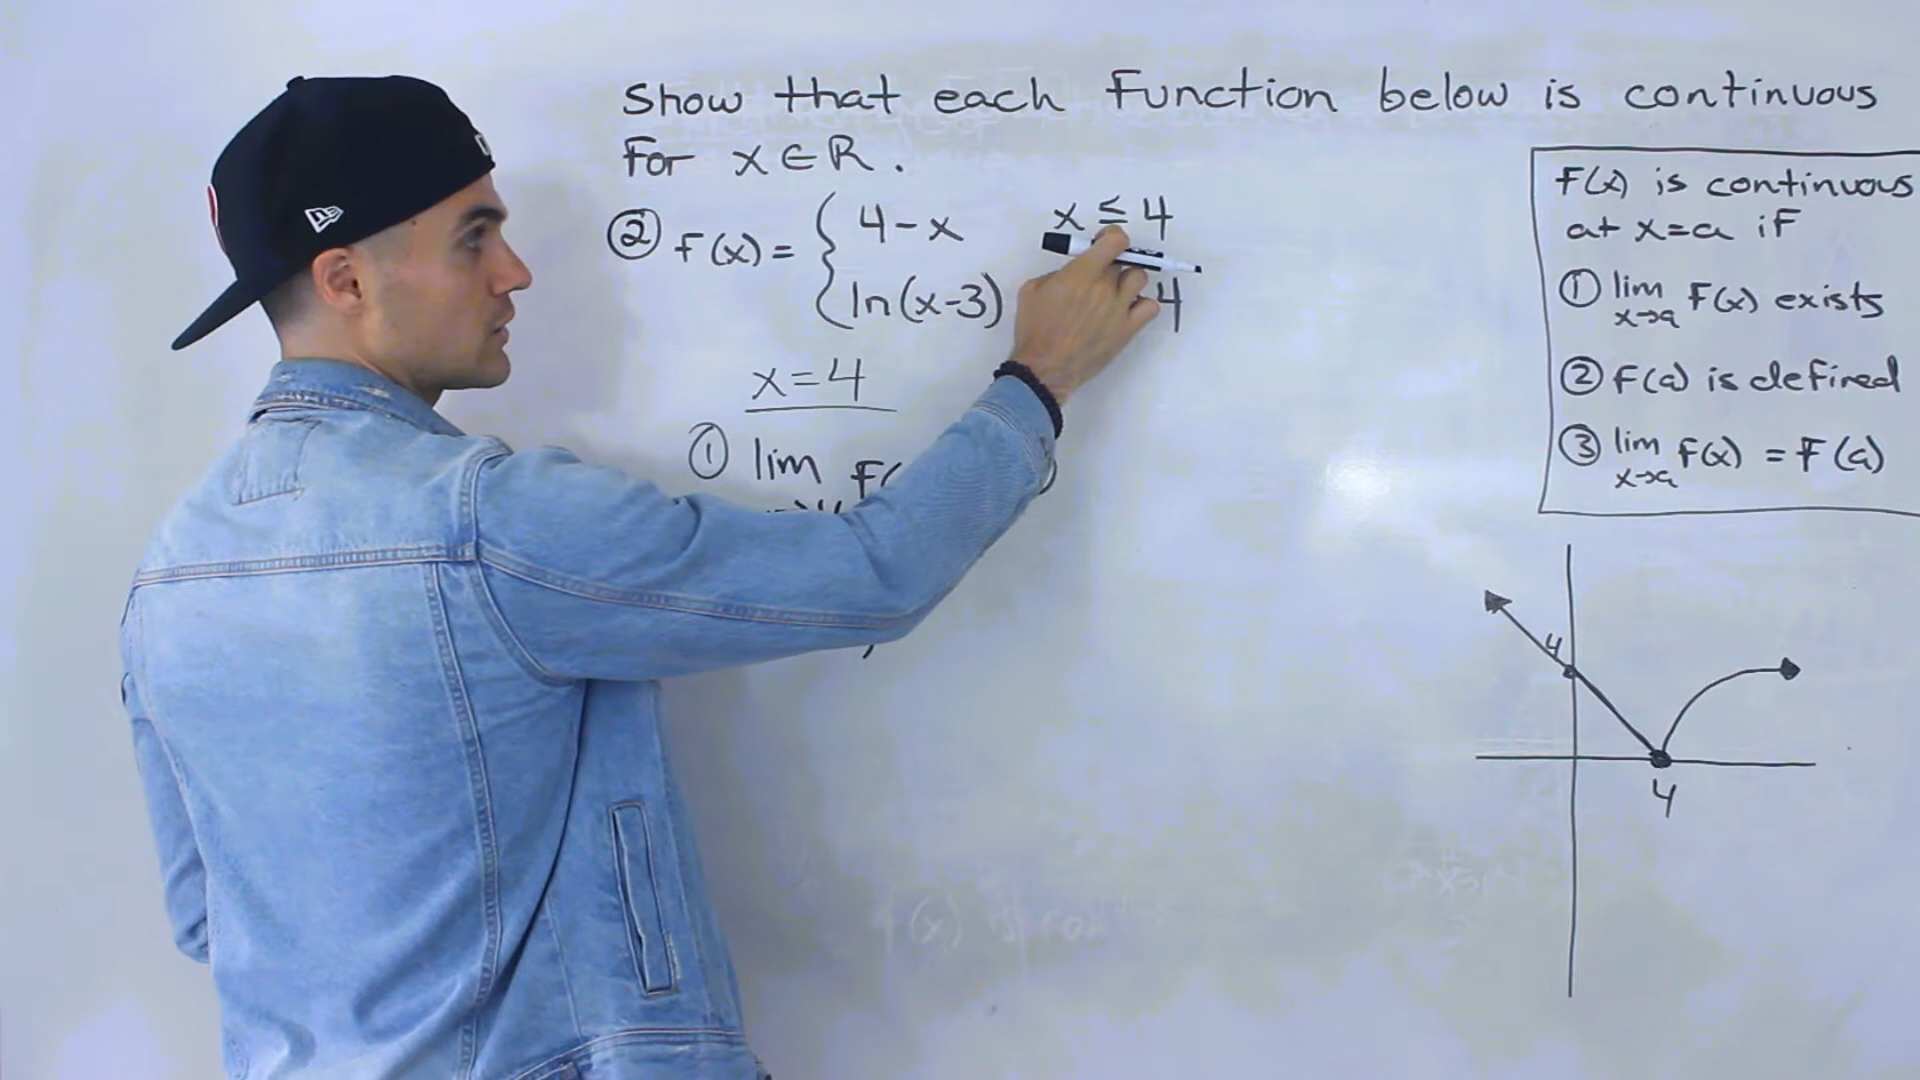 Show that each function below is continuous
for x∈R.
② f(x) = { 4-x   x ≤ 4
ln(x-3)   4
x=4
① lim f(
f(x) is continuous
at x=a if
① lim f(x) exists
x→a
② f(a) is defined
③ lim f(x) = f(a)
x→a
4
4